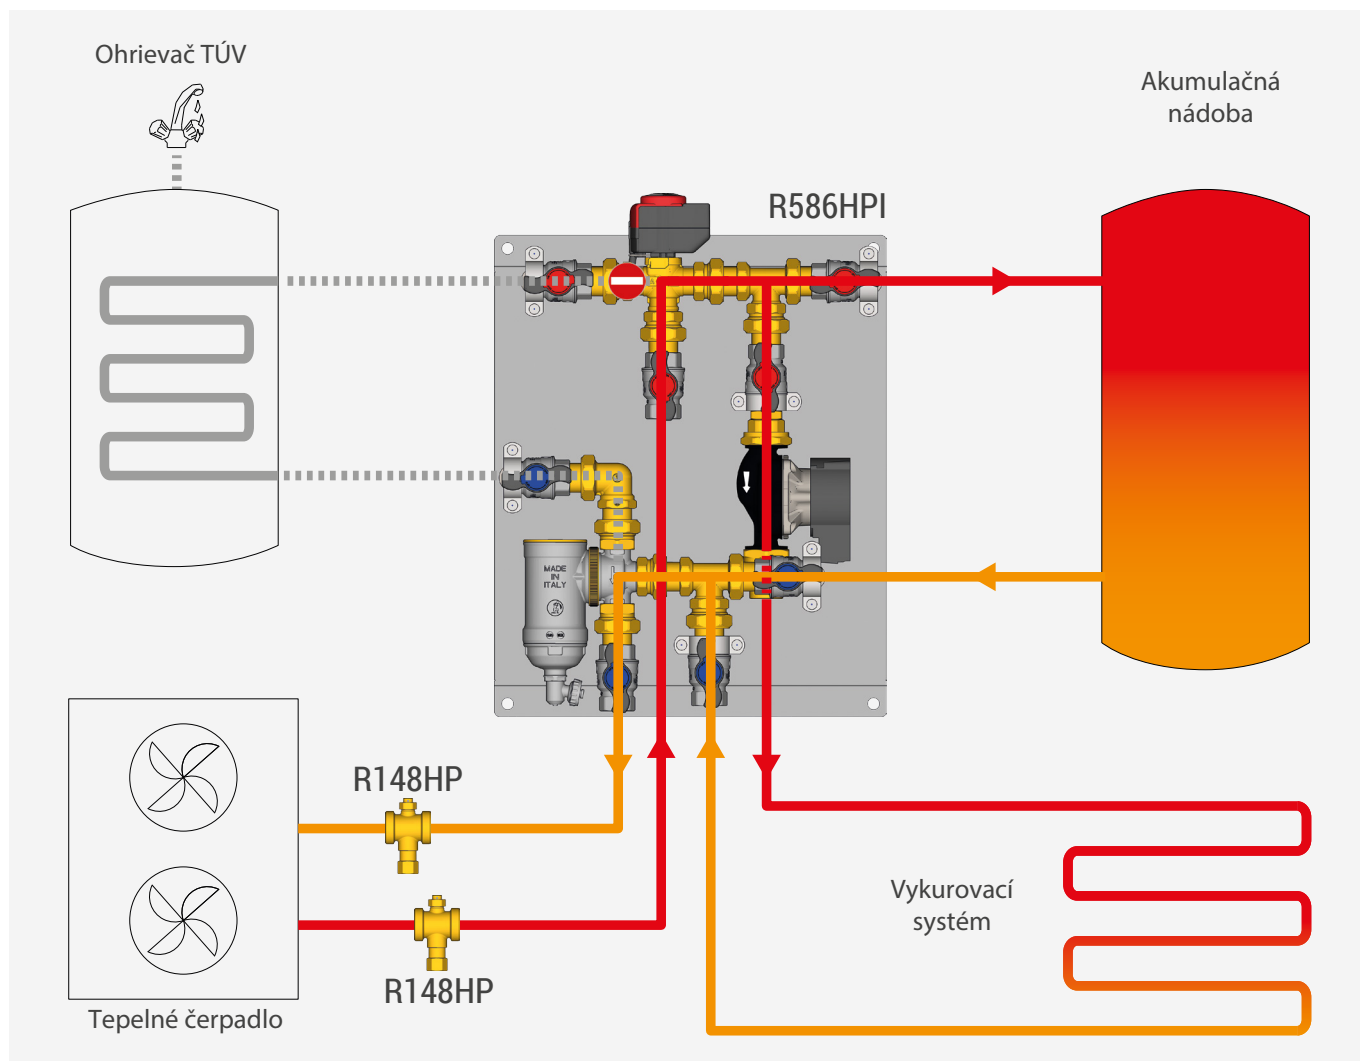 Ohrievač TÚV
Akumulačná
nádoba
R586HPI
MADE
IN
ITALY
R148HP
Vykurovací
systém
R148HP
Tepelné čerpadlo